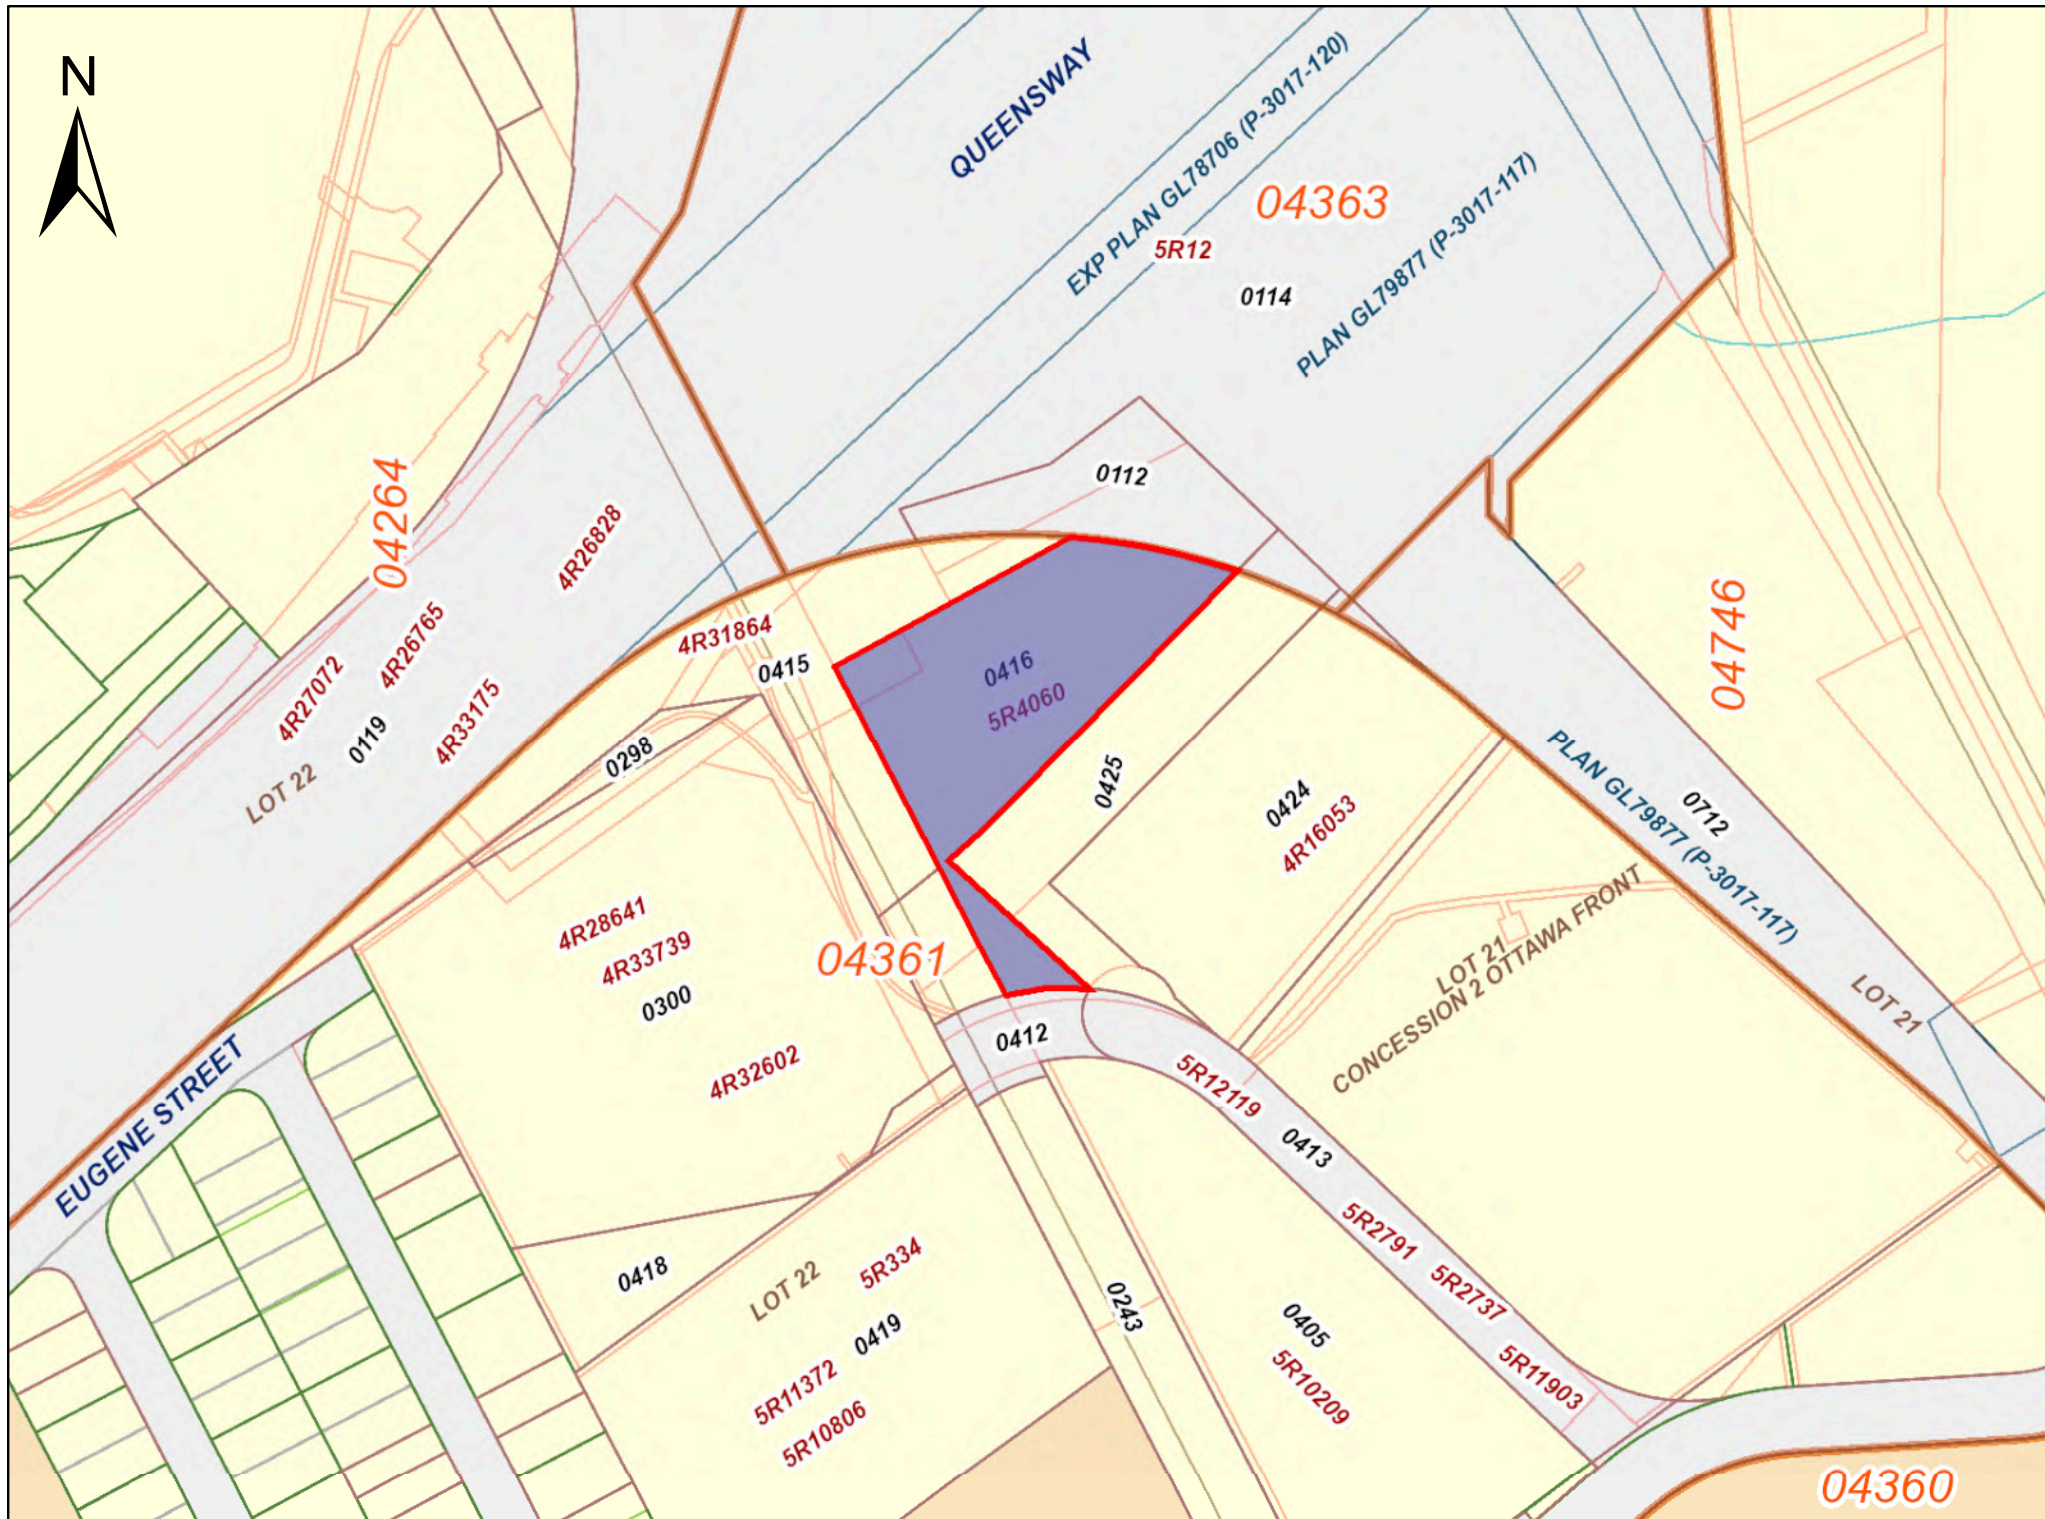 N
QUEENSWAY
EXP PLAN GL78706 (P-3017-120)
04363
5R12
0114
PLAN GL79877 (P-3017-117)
0112
04264
4R26828
4R31864
0415
0416
5R4060
4R26765
4R27072
4R33175
0119
LOT 22
0298
0425
0424
4R16053
04746
PLAN GL79877 (P-3017-117)
0712
4R28641
4R33739
0300
04361
LOT 21
CONCESSION 2 OTTAWA FRONT
LOT 21
0412
4R32602
EUGENE STREET
5R12119
0413
5R2791
5R2737
5R11903
0418
LOT 22
5R334
0419
5R11372
5R10806
0243
0405
5R10209
04360